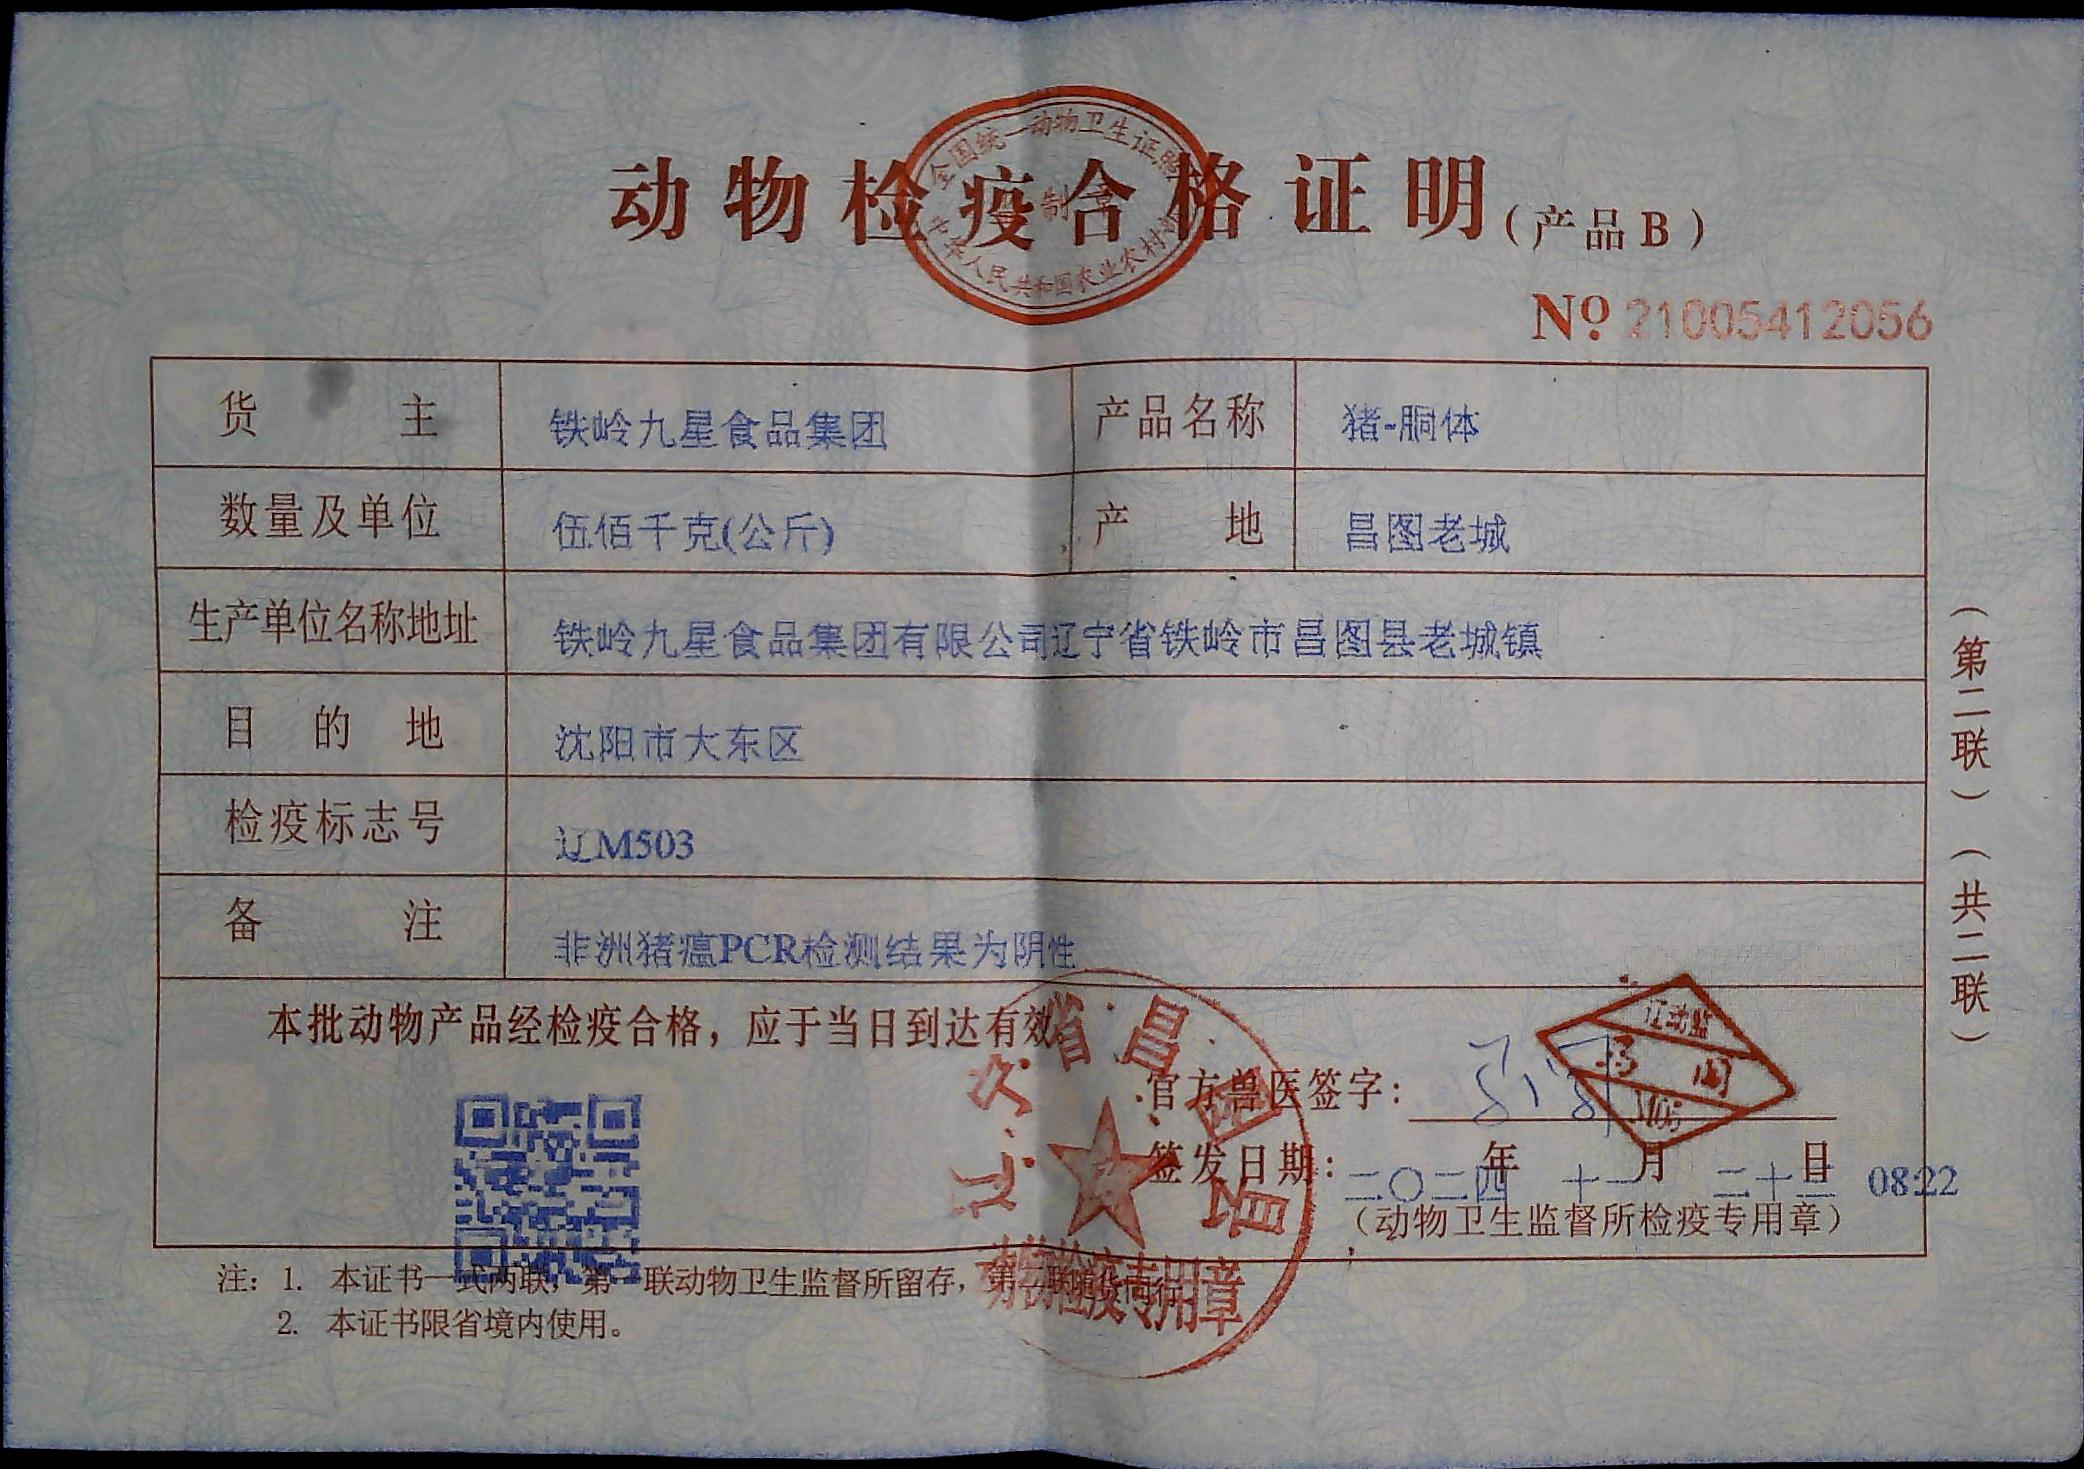 动物检疫合格证明（产品B）
全国统一动物卫生证照
制章
中华人民共和国农业农村部
№ 21005412056
货主 铁岭九星食品集团 产品名称 猪-胴体
数量及单位 伍佰千克(公斤) 产地 昌图老城
生产单位名称地址 铁岭九星食品集团有限公司辽宁省铁岭市昌图县老城镇
目的地 沈阳市大东区
检疫标志号 辽M503
备注 非洲猪瘟PCR检测结果为阴性
本批动物产品经检疫合格，应于当日到达有效
官方兽医签字：
签发日期：二〇二四年 十一月 二十三日 08:22
（动物卫生监督所检疫专用章）
注：1. 本证书一式两联，第一联动物卫生监督所留存，第二联随货同行。
2. 本证书限省境内使用。
（第二联）（共二联）
动物检疫专用章